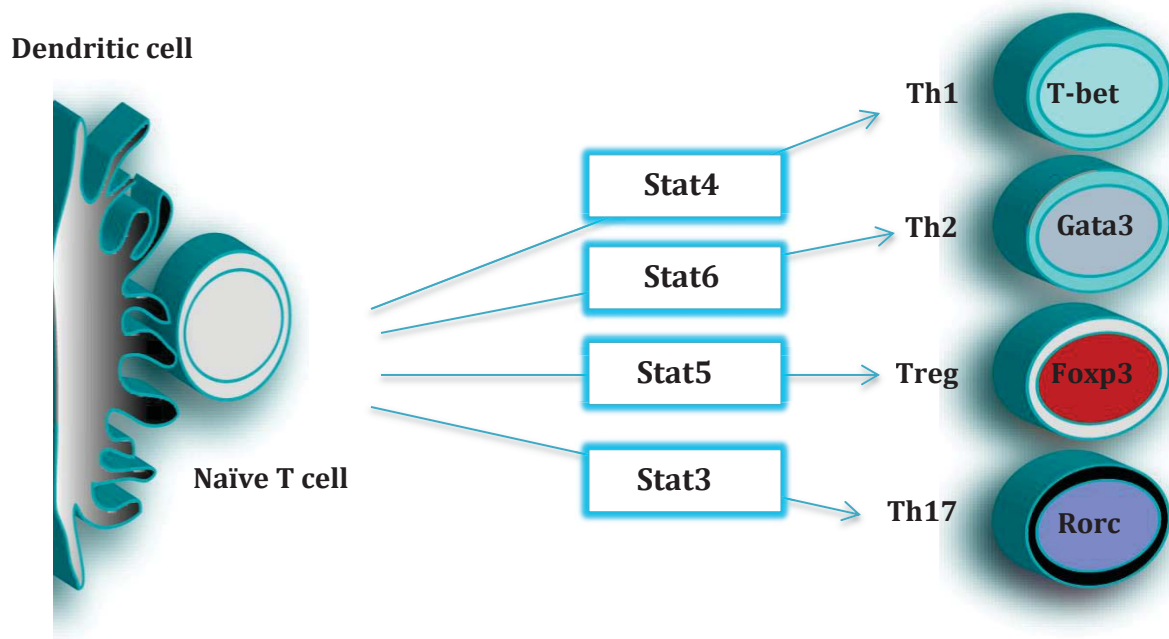 Dendritic cell
Naïve T cell
Stat4
Stat6
Stat5
Stat3
Th1
T-bet
Th2
Gata3
Treg
Foxp3
Th17
Rorc